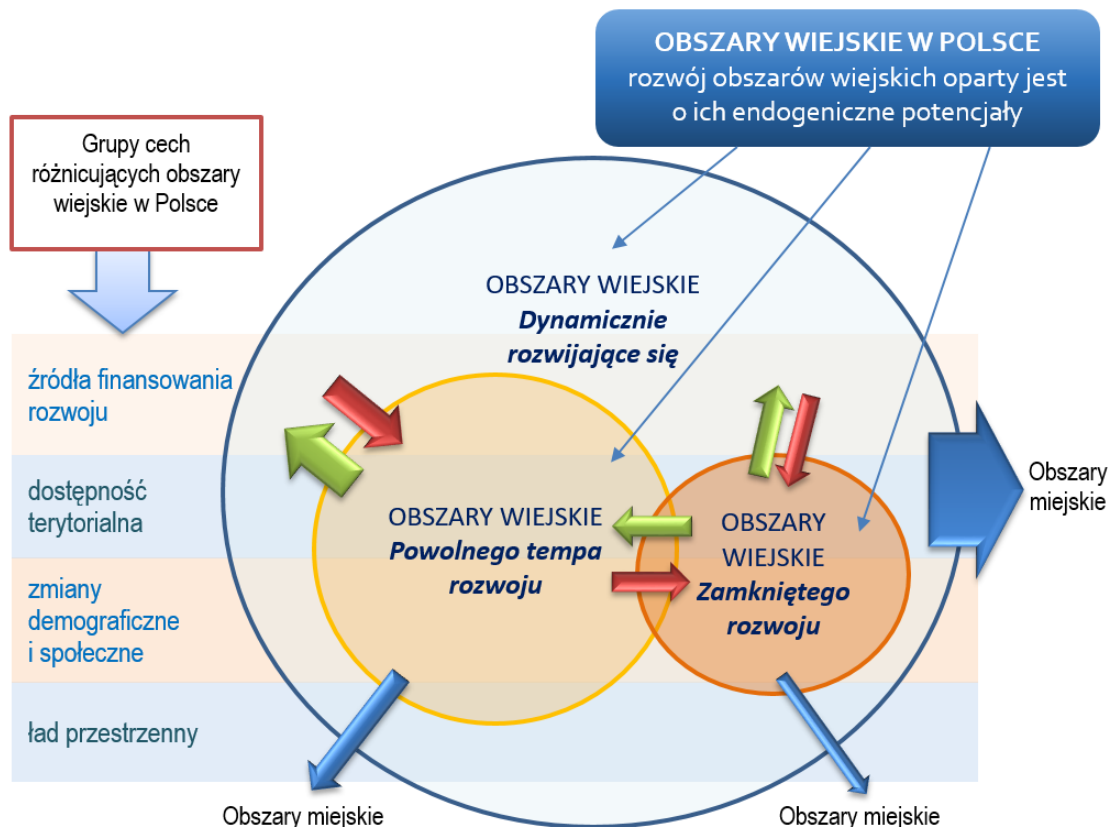 OBSZARY WIEJSKIE W POLSCE
rozwój obszarów wiejskich oparty jest
o ich endogeniczne potencjały
Grupy cech
różnicujących obszary
wiejskie w Polsce
OBSZARY WIEJSKIE
Dynamicznie
rozwijające się
źródła finansowania
rozwoju
dostępność
terytorialna
zmiany
demograficzne
i społeczne
ład przestrzenny
OBSZARY WIEJSKIE
Powolnego tempa
rozwoju
OBSZARY
WIEJSKIE
Zamkniętego
rozwoju
Obszary
miejskie
Obszary miejskie
Obszary miejskie